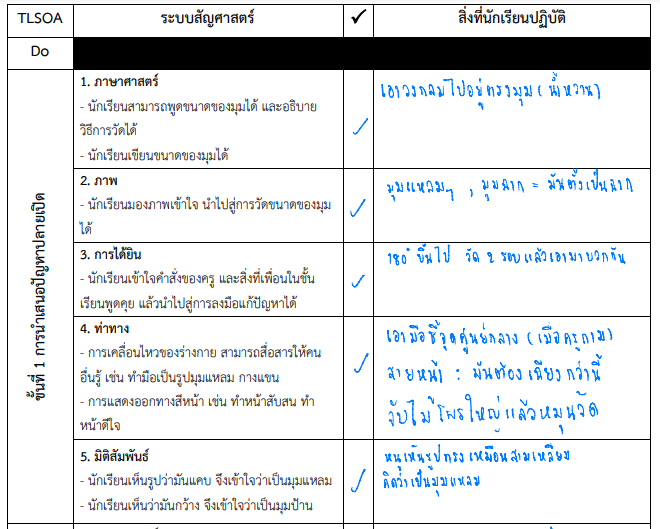 TLSOA ระบบสัญศาสตร์ ✓ สิ่งที่นักเรียนปฏิบัติ
Do
ขั้นที่ 1 การนำเสนอปัญหาปลายเปิด
1. ภาษาศาสตร์
- นักเรียนสามารถพูดขนาดของมุมได้ และอธิบาย
วิธีการวัดได้
- นักเรียนเขียนขนาดของมุมได้
✓
เอาวงกลมไปอยู่ตรงมุม (น้ำหวาน)
2. ภาพ
- นักเรียนมองภาพเข้าใจ นำไปสู่การวัดขนาดของมุม
ได้
✓
มุมแหลมๆ , มุมฉาก = มันตั้งเป็นฉาก
3. การได้ยิน
- นักเรียนเข้าใจคำสั่งของครู และสิ่งที่เพื่อนในชั้น
เรียนพูดคุย แล้วนำไปสู่การลงมือแก้ปัญหาได้
✓
180° ขึ้นไป วัด 2 รอบแล้วเอามาบวกกัน
4. ท่าทาง
- การเคลื่อนไหวของร่างกาย สามารถสื่อสารให้คน
อื่นรู้ เช่น ทำมือเป็นรูปมุมแหลม กางแขน
- การแสดงออกทางสีหน้า เช่น ทำหน้าสับสน ทำ
หน้าดีใจ
✓
เอามือชี้จุดศูนย์กลาง (เมื่อครูถาม)
สายหน้า : มันต้องเฉียงกว่านี้
จับไม้โพรใหญ่แล้วหมุนวัด
5. มิติสัมพันธ์
- นักเรียนเห็นรูปว่ามันแคบ จึงเข้าใจว่าเป็นมุมแหลม
- นักเรียนเห็นว่ามันกว้าง จึงเข้าใจว่าเป็นมุมป้าน
✓
หนูเห็นรูปทรงเหมือนสามเหลี่ยม
คิดว่าเป็นมุมแหลม